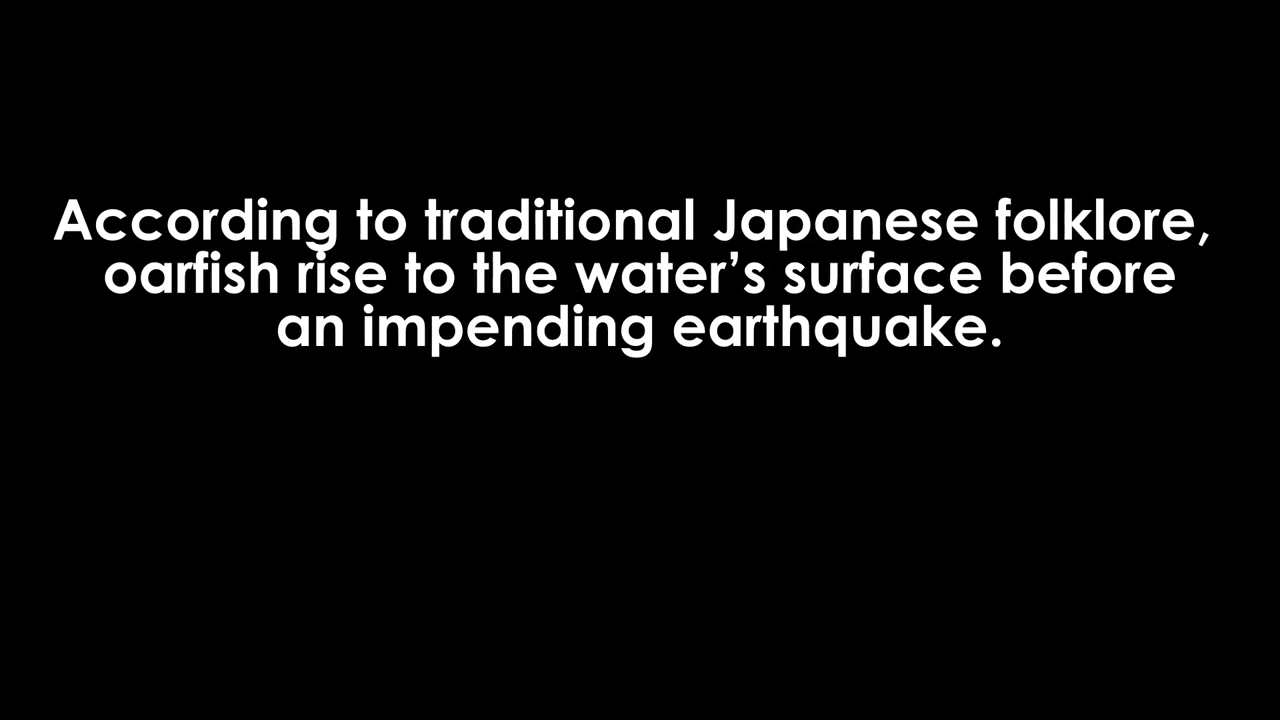 According to traditional Japanese folklore,
oarfish rise to the water’s surface before
an impending earthquake.